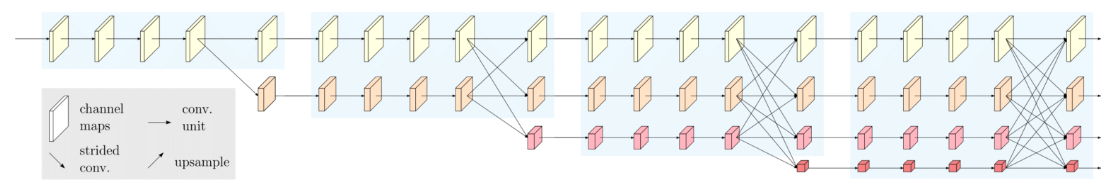 channel
maps
conv.
unit
strided
conv.
upsample